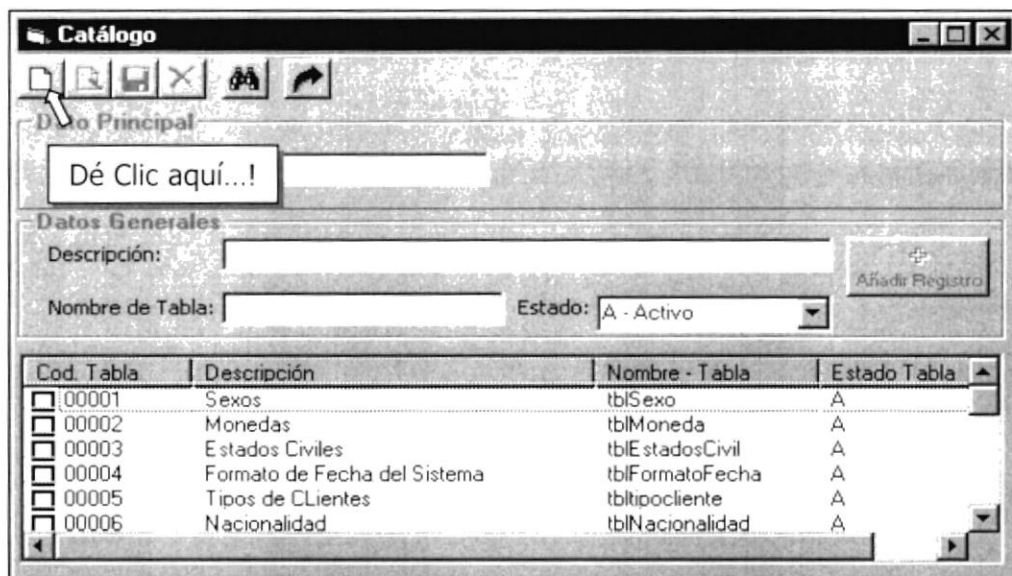 Catálogo
Dato Principal
Dé Clic aquí...!
Datos Generales
Descripción:
Añadir Registro
Nombre de Tabla:
Estado: A - Activo
Cod. Tabla Descripción Nombre - Tabla Estado Tabla
00001 Sexos tblSexo A
00002 Monedas tblMoneda A
00003 Estados Civiles tblEstadosCivil A
00004 Formato de Fecha del Sistema tblFormatoFecha A
00005 Tipos de CLientes tbltipocliente A
00006 Nacionalidad tblNacionalidad A